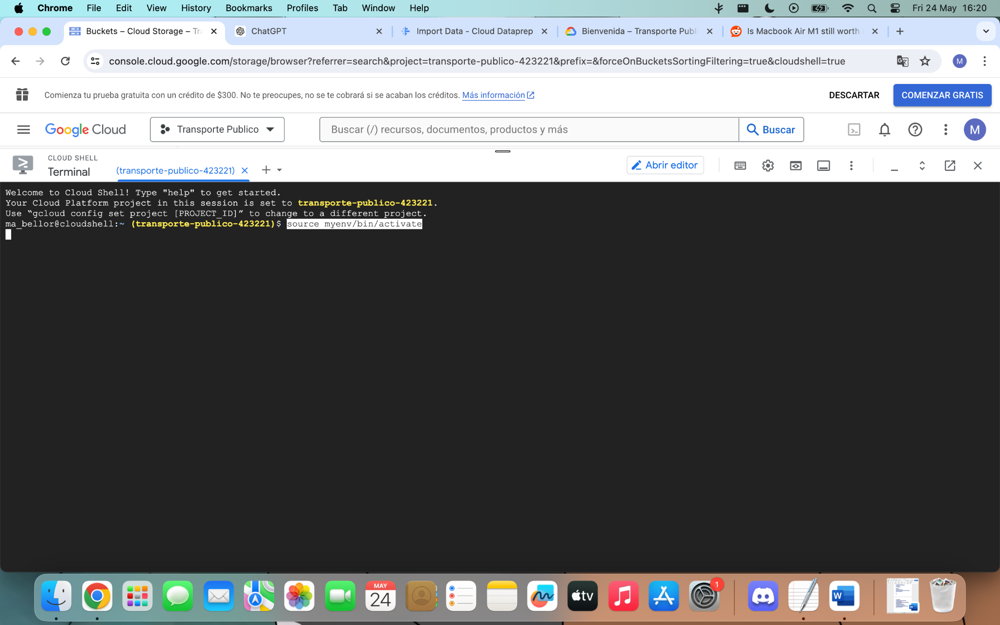 Chrome File Edit View History Bookmarks Profiles Tab Window Help Fri 24 May 16:20
Buckets – Cloud Storage – Tr ChatGPT Import Data - Cloud Dataprep Bienvenida – Transporte Publ Is Macbook Air M1 still worth
console.cloud.google.com/storage/browser?referrer=search&project=transporte-publico-423221&prefix=&forceOnBucketsSortingFiltering=true&cloudshell=true M
Comienza tu prueba gratuita con un crédito de $300. No te preocupes, no se te cobrará si se acaban los créditos. Más información DESCARTAR COMENZAR GRATIS
Google Cloud Transporte Publico Buscar (/) recursos, documentos, productos y más Buscar M
CLOUD SHELL
Terminal (transporte-publico-423221) Abrir editor
Welcome to Cloud Shell! Type "help" to get started.
Your Cloud Platform project in this session is set to transporte-publico-423221.
Use “gcloud config set project [PROJECT_ID]” to change to a different project.
ma_bellor@cloudshell:~ (transporte-publico-423221)$ source myenv/bin/activate
MAY
24
tv
1
W